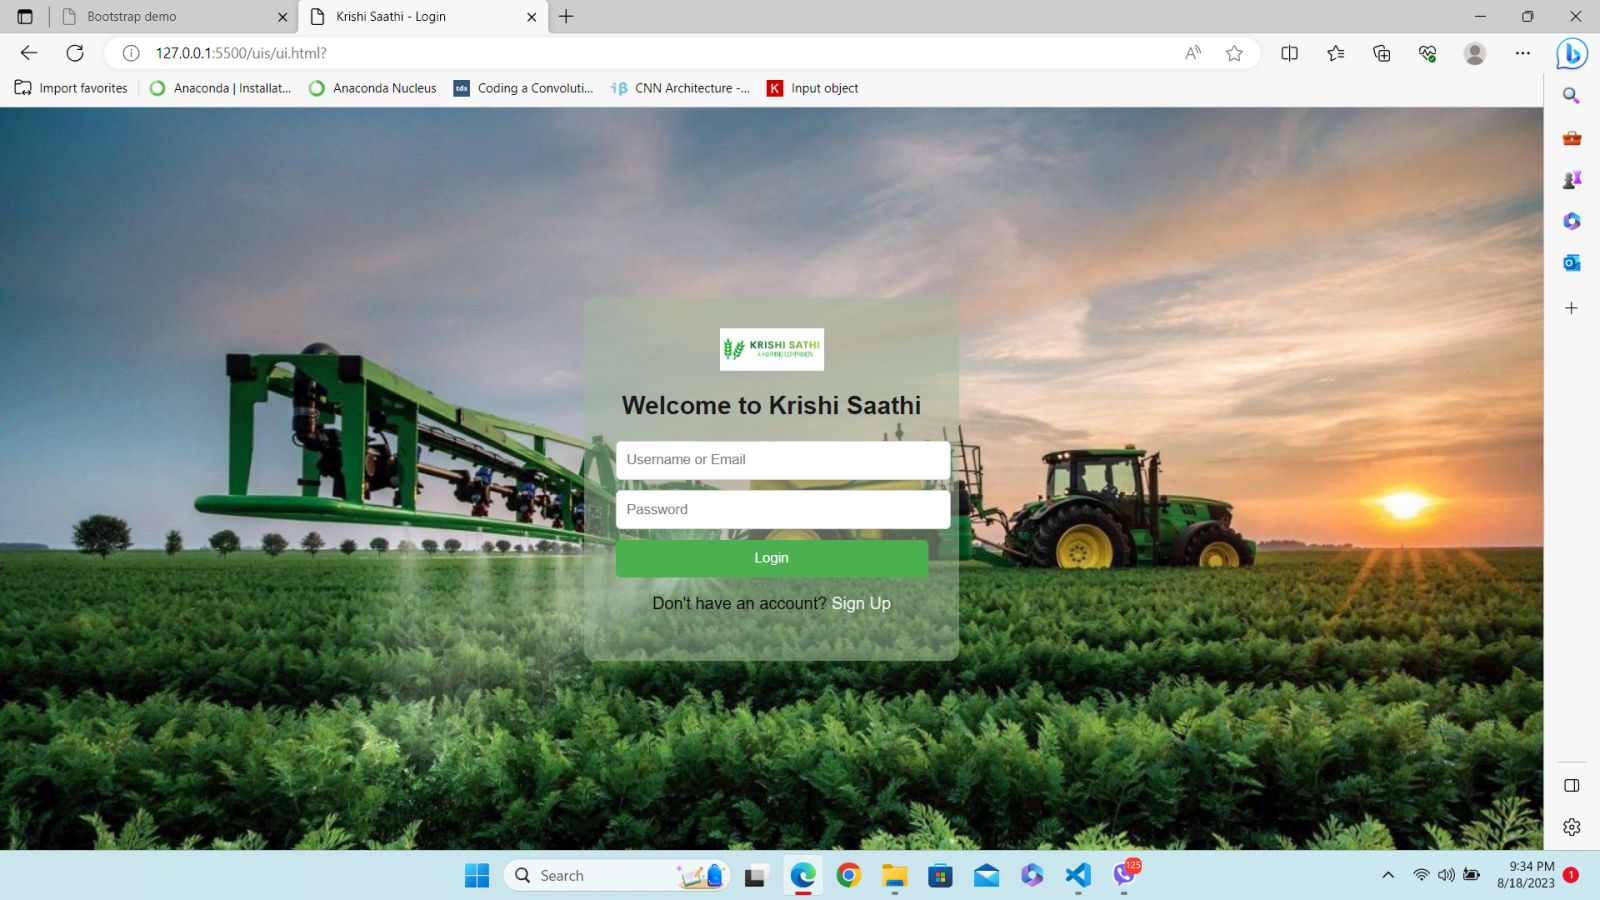 Bootstrap demo
Krishi Saathi - Login
127.0.0.1:5500/uis/ui.html?
Import favorites
Anaconda | Installat...
Anaconda Nucleus
tds
Coding a Convoluti...
iβ
CNN Architecture -...
K
Input object
KRISHI SATHI
A FARMING COMPANION
Welcome to Krishi Saathi
Username or Email
Password
Login
Don't have an account? Sign Up
Search
125
9:34 PM
8/18/2023
1